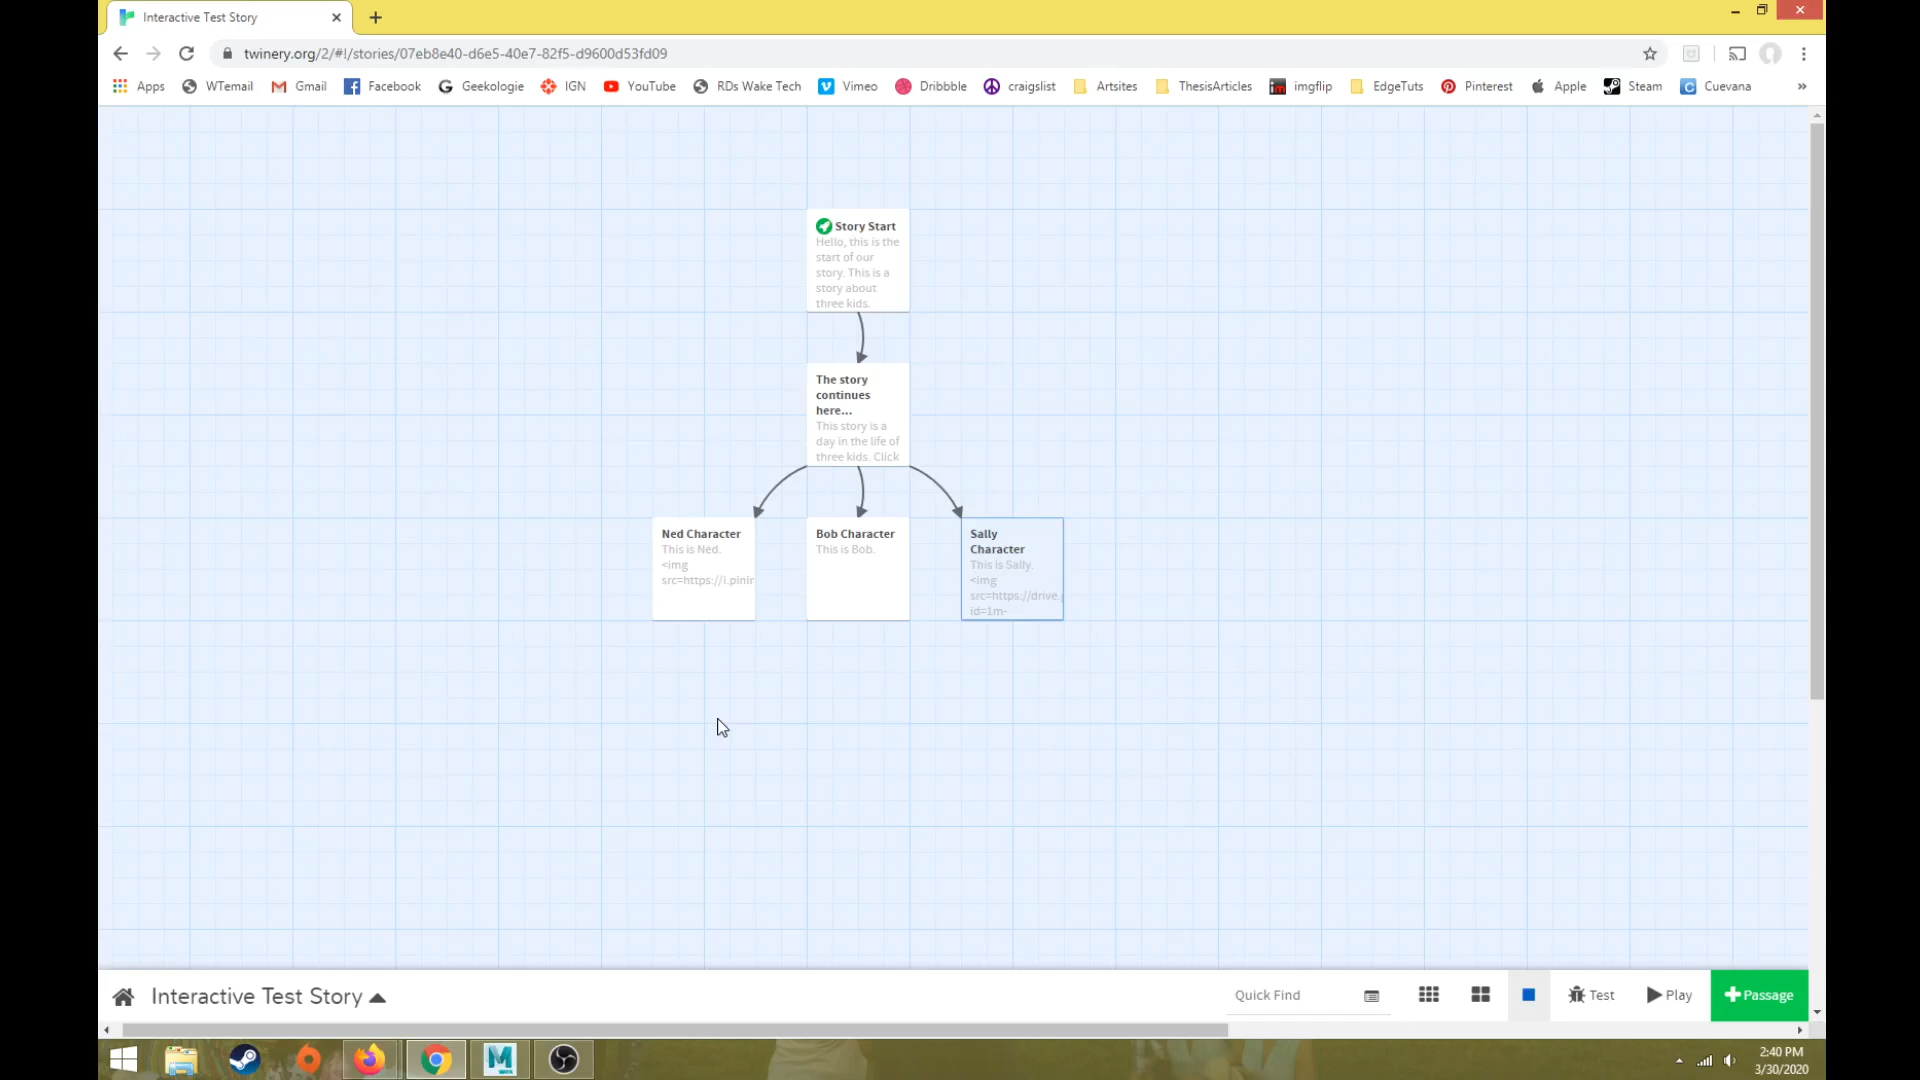 Interactive Test Story
twinery.org/2/#!/stories/07eb8e40-d6e5-40e7-82f5-d9600d53fd09
Apps WTemail Gmail Facebook Geekologie IGN YouTube RDs Wake Tech Vimeo Dribbble craigslist Artsites ThesisArticles imgflip EdgeTuts Pinterest Apple Steam Cuevana »
Story Start
Hello, this is the
start of our
story. This is a
story about
three kids.
The story
continues
here...
This story is a
day in the life of
three kids. Click
Ned Character
This is Ned.
<img
src=https://i.pinin
Bob Character
This is Bob.
Sally
Character
This is Sally.
<img
src=https://drive.g
id=1m-
Interactive Test Story
Quick Find
Test
Play
+Passage
2:40 PM
3/30/2020